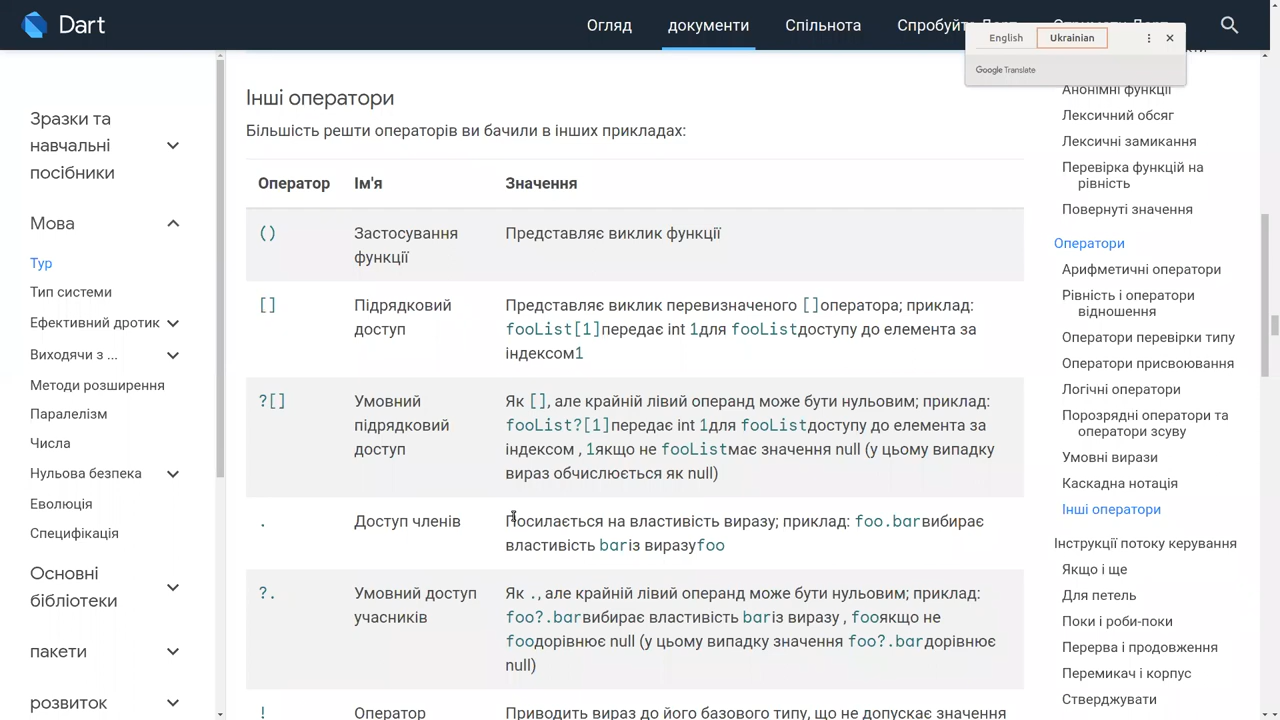 Dart
Огляд
документи
Спільнота
Спробуйте Дарт
Отримати Дарт
English
Ukrainian
Google Translate
Зразки та
навчальні
посібники
Мова
Тур
Тип системи
Ефективний дротик
Виходячи з ...
Методи розширення
Паралелізм
Числа
Нульова безпека
Еволюція
Специфікація
Основні
бібліотеки
пакети
розвиток
Інші оператори
Більшість решти операторів ви бачили в інших прикладах:
Оператор Ім'я Значення
() Застосування функції Представляє виклик функції
[] Підрядковий доступ Представляє виклик перевизначеного []оператора; приклад:
fooList[1]передає int 1для fooListдоступу до елемента за
індексом1
?[] Умовний підрядковий доступ Як [], але крайній лівий операнд може бути нульовим; приклад:
fooList?[1]передає int 1для fooListдоступу до елемента за
індексом , 1якщо не fooListмає значення null (у цьому випадку
вираз обчислюється як null)
. Доступ членів Посилається на властивість виразу; приклад: foo.barвибирає
властивість barіз виразуfoo
?. Умовний доступ учасників Як ., але крайній лівий операнд може бути нульовим; приклад:
foo?.barвибирає властивість barіз виразу , fooякщо не
fooдорівнює null (у цьому випадку значення foo?.barдорівнює
null)
! Оператор Приводить вираз до його базового типу, що не допускає значення
Анонімні функції
Лексичний обсяг
Лексичні замикання
Перевірка функцій на
рівність
Повернуті значення
Оператори
Арифметичні оператори
Рівність і оператори
відношення
Оператори перевірки типу
Оператори присвоювання
Логічні оператори
Порозрядні оператори та
оператори зсуву
Умовні вирази
Каскадна нотація
Інші оператори
Інструкції потоку керування
Якщо і ще
Для петель
Поки і роби-поки
Перерва і продовження
Перемикач і корпус
Стверджувати